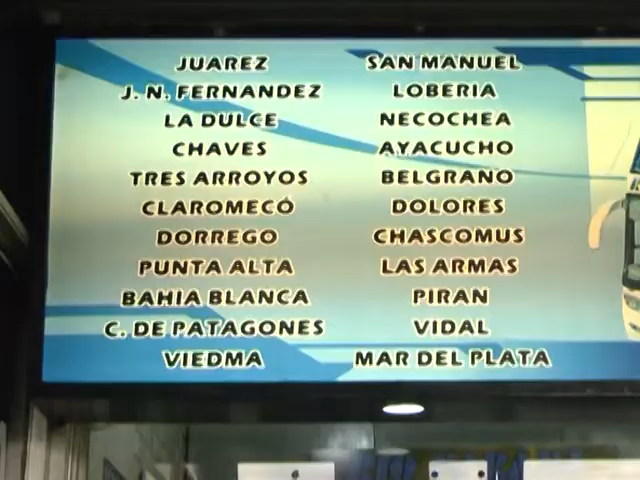 JUAREZ
J. N. FERNANDEZ
LA DULCE
CHAVES
TRES ARROYOS
CLAROMECÓ
DORREGO
PUNTA ALTA
BAHIA BLANCA
C. DE PATAGONES
VIEDMA
SAN MANUEL
LOBERIA
NECOCHEA
AYACUCHO
BELGRANO
DOLORES
CHASCOMUS
LAS ARMAS
PIRAN
VIDAL
MAR DEL PLATA